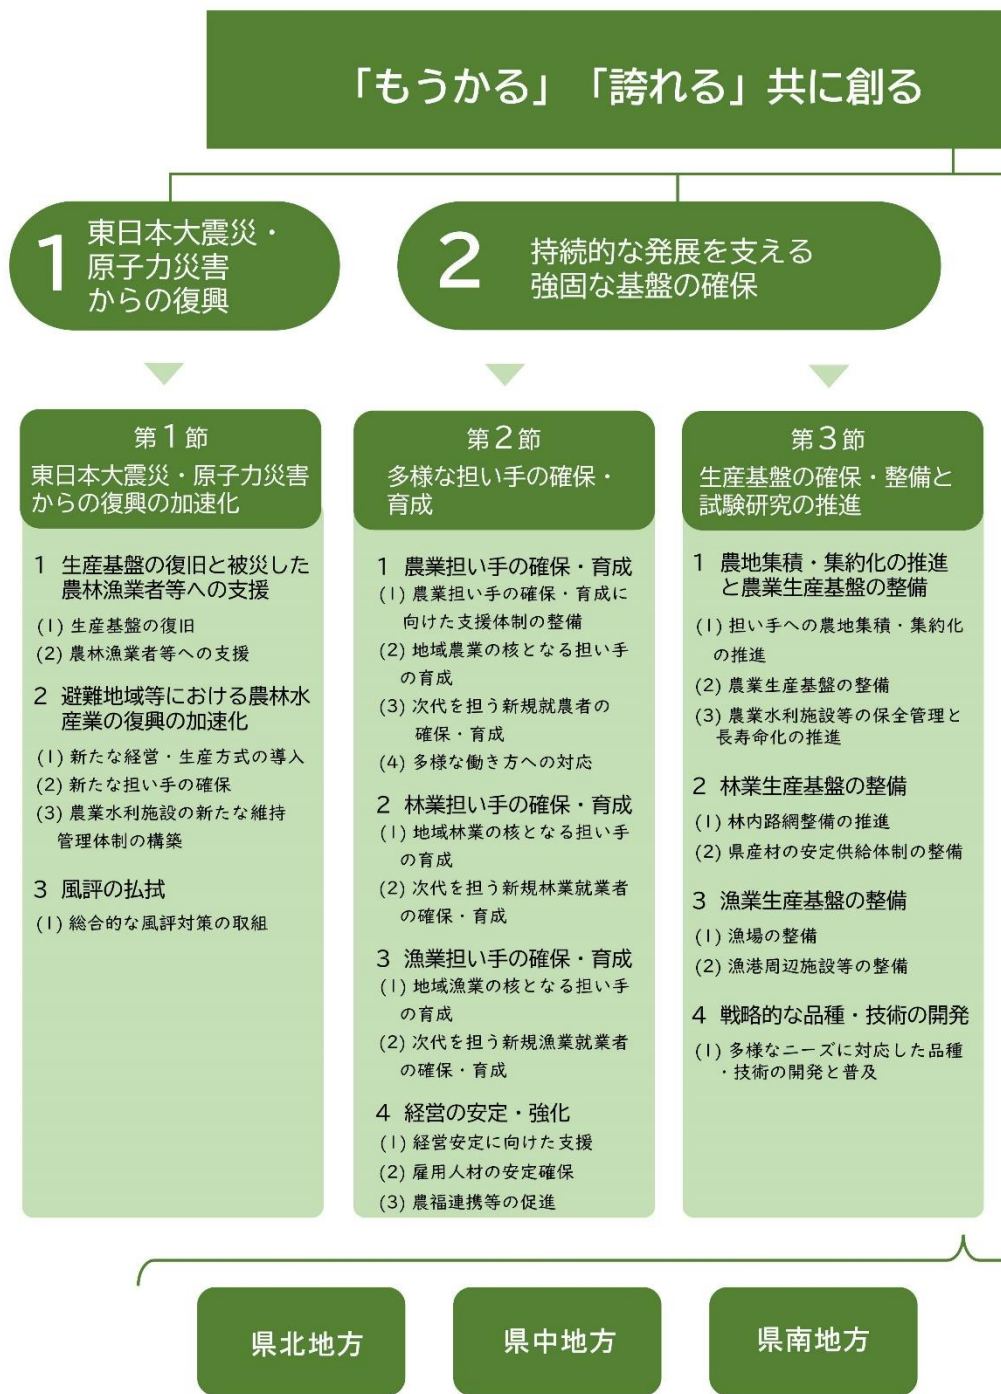 「もうかる」「誇れる」共に創る
1
東日本大震災・
原子力災害
からの復興
2
持続的な発展を支える
強固な基盤の確保
第1節
東日本大震災・原子力災害
からの復興の加速化
1 生産基盤の復旧と被災した
農林漁業者等への支援
(1) 生産基盤の復旧
(2) 農林漁業者等への支援
2 避難地域等における農林水
産業の復興の加速化
(1) 新たな経営・生産方式の導入
(2) 新たな担い手の確保
(3) 農業水利施設の新たな維持
管理体制の構築
3 風評の払拭
(1) 総合的な風評対策の取組
第2節
多様な担い手の確保・
育成
1 農業担い手の確保・育成
(1) 農業担い手の確保・育成に
向けた支援体制の整備
(2) 地域農業の核となる担い手
の育成
(3) 次代を担う新規就農者の
確保・育成
(4) 多様な働き方への対応
2 林業担い手の確保・育成
(1) 地域林業の核となる担い手
の育成
(2) 次代を担う新規林業就業者
の確保・育成
3 漁業担い手の確保・育成
(1) 地域漁業の核となる担い手
の育成
(2) 次代を担う新規漁業就業者
の確保・育成
4 経営の安定・強化
(1) 経営安定に向けた支援
(2) 雇用人材の安定確保
(3) 農福連携等の促進
第3節
生産基盤の確保・整備と
試験研究の推進
1 農地集積・集約化の推進
と農業生産基盤の整備
(1) 担い手への農地集積・集約化
の推進
(2) 農業生産基盤の整備
(3) 農業水利施設等の保全管理と
長寿命化の推進
2 林業生産基盤の整備
(1) 林内路網整備の推進
(2) 県産材の安定供給体制の整備
3 漁業生産基盤の整備
(1) 漁場の整備
(2) 漁港周辺施設等の整備
4 戦略的な品種・技術の開発
(1) 多様なニーズに対応した品種
・技術の開発と普及
県北地方
県中地方
県南地方